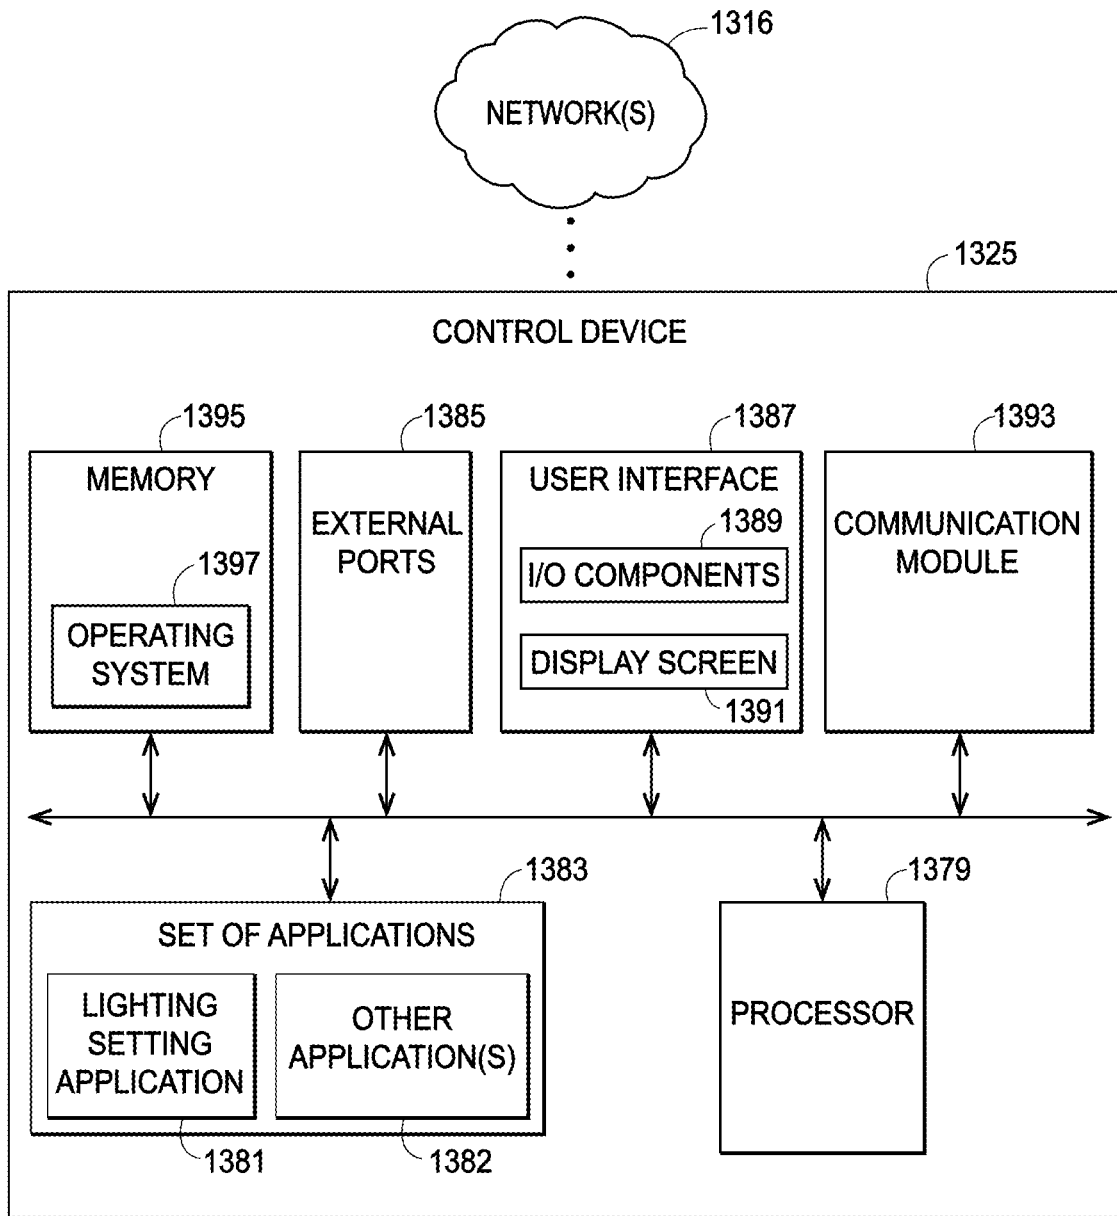 1316
NETWORK(S)
1325
CONTROL DEVICE
1395
1385
1387
1393
MEMORY
EXTERNAL
PORTS
USER INTERFACE
COMMUNICATION
MODULE
1389
I/O COMPONENTS
1397
OPERATING
SYSTEM
DISPLAY SCREEN
1391
1383
1379
SET OF APPLICATIONS
LIGHTING
SETTING
APPLICATION
OTHER
APPLICATION(S)
PROCESSOR
1381
1382